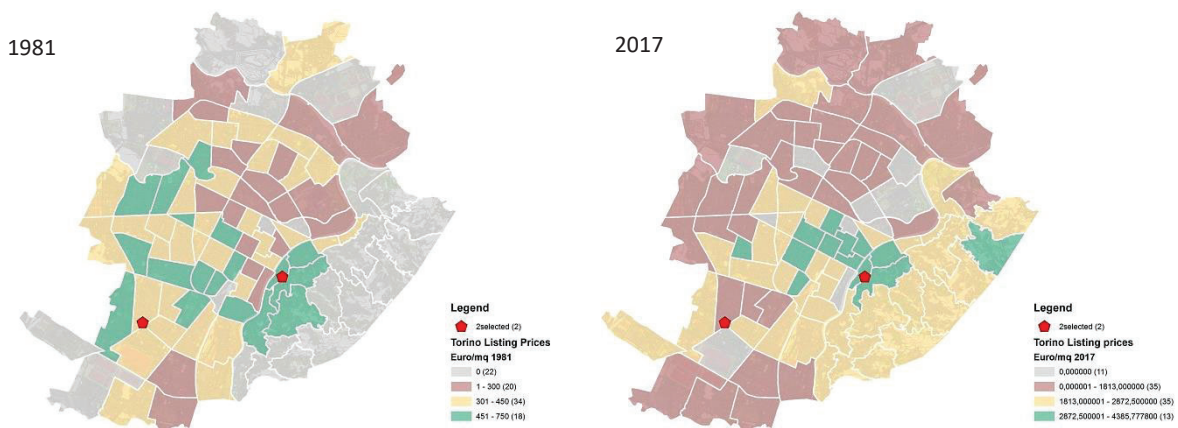 1981
Legend
2selected (2)
Torino Listing Prices
Euro/mq 1981
0 (22)
1 - 300 (20)
301 - 450 (34)
451 - 750 (18)
2017
Legend
2selected (2)
Torino Listing prices
Euro/mq 2017
0,000000 (11)
0,000001 - 1813,000000 (35)
1813,000001 - 2872,500000 (35)
2872,500001 - 4385,777800 (13)